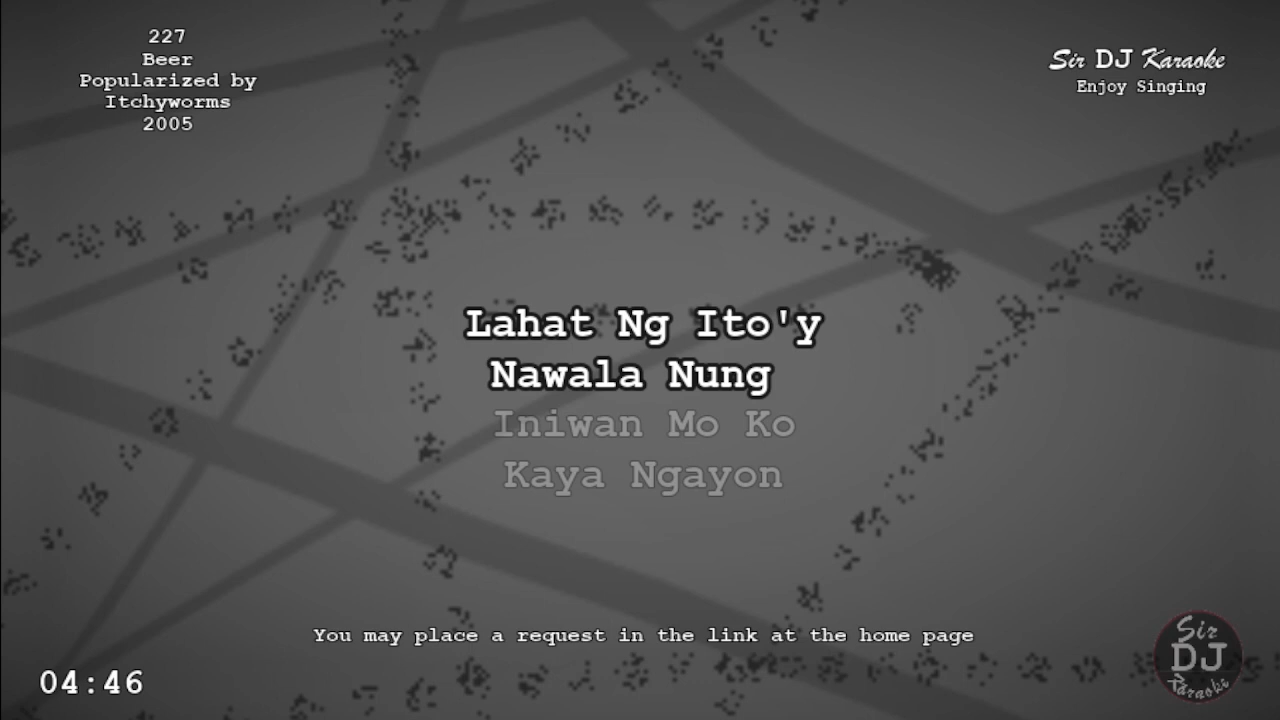 227
Beer
Popularized by
Itchyworms
2005
Sir DJ Karaoke
Enjoy Singing
Lahat Ng Ito'y
Nawala Nung
Iniwan Mo Ko
Kaya Ngayon
You may place a request in the link at the home page
04:46
Sir
DJ
Karaoke